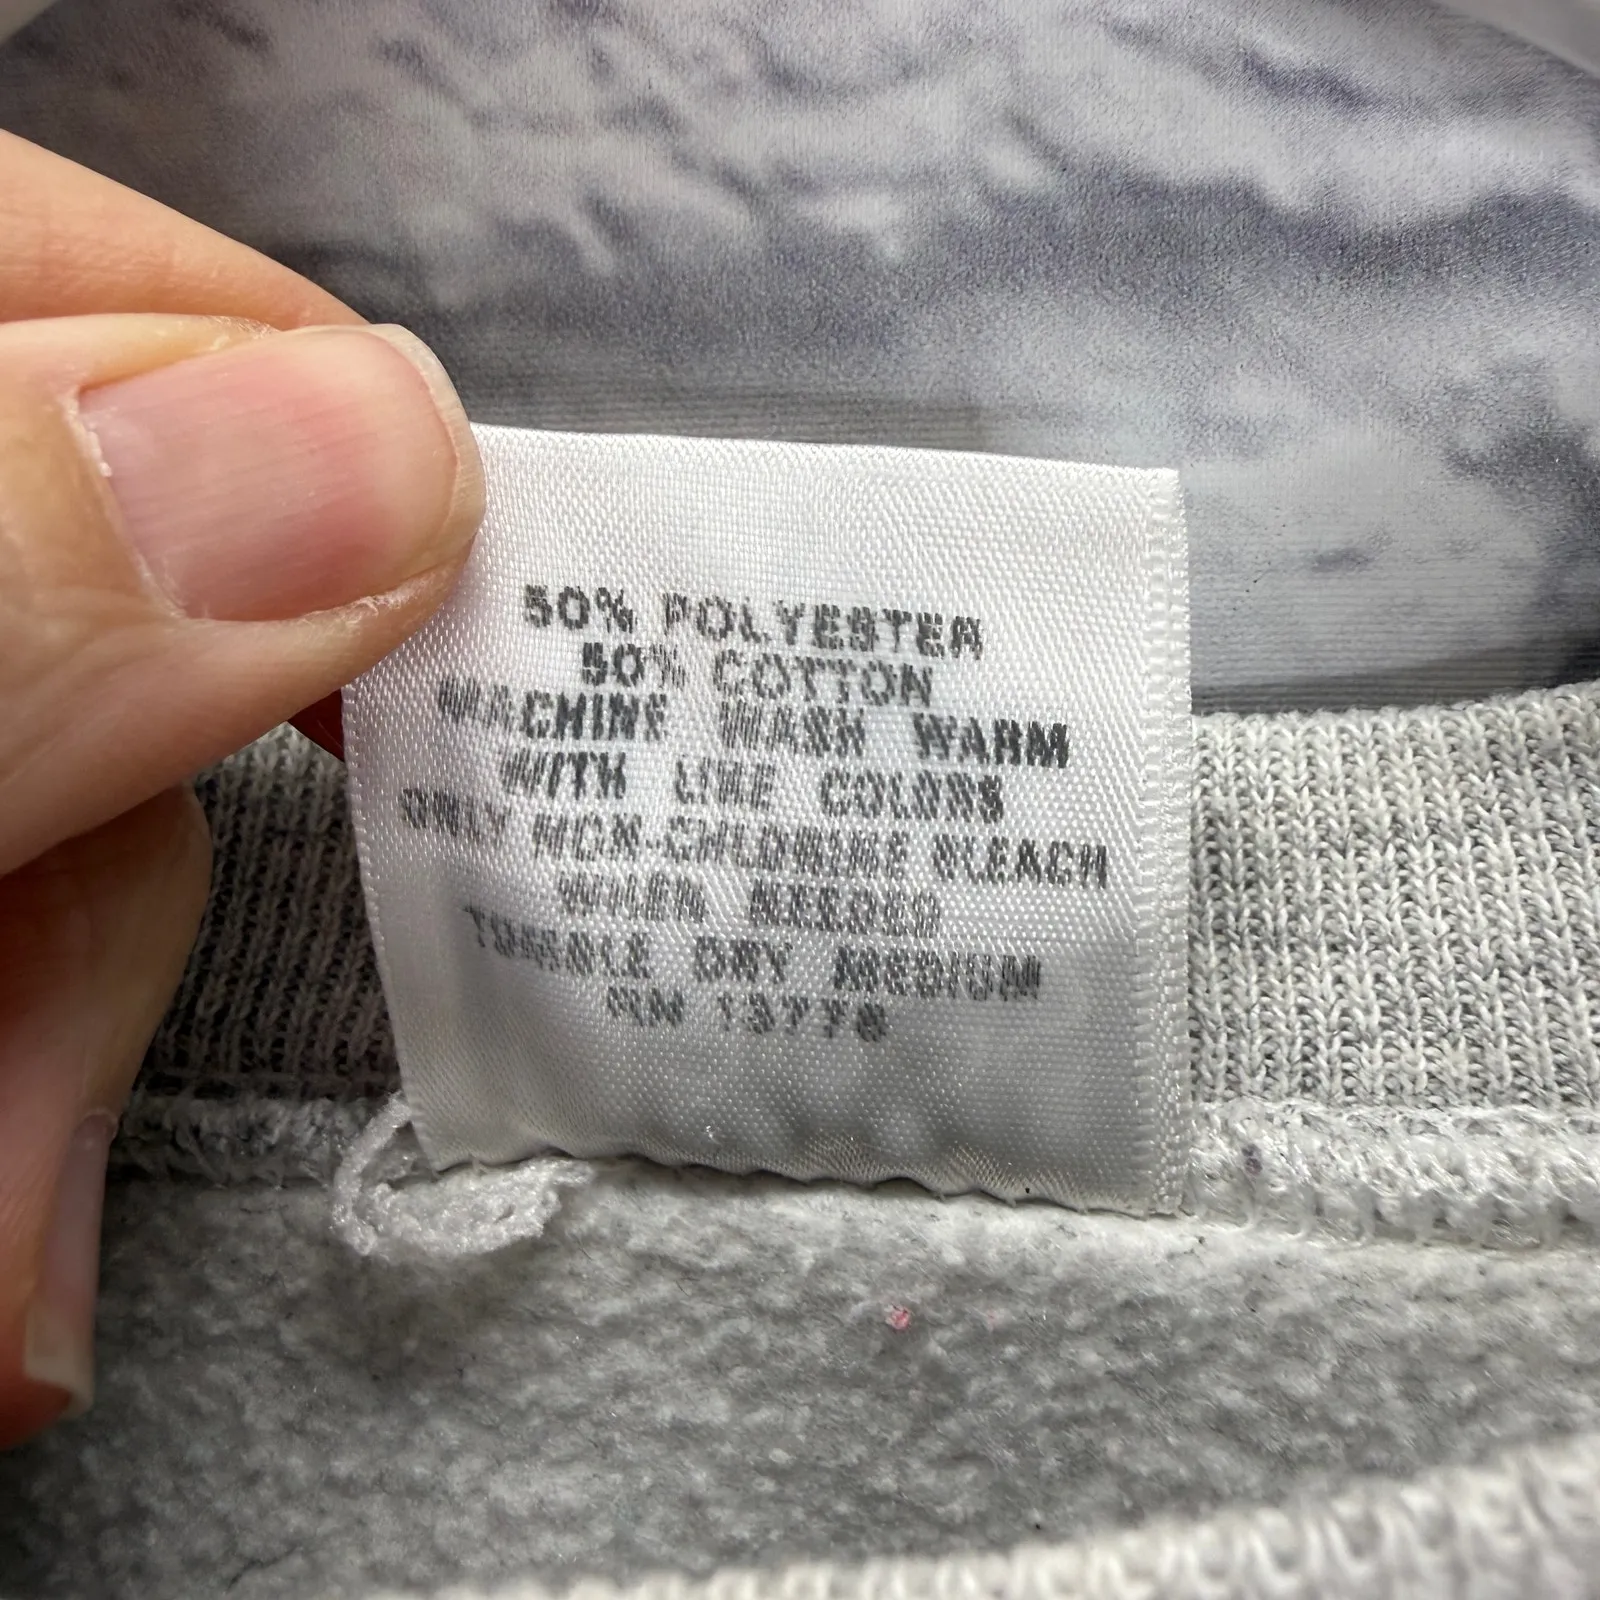 50% POLYESTER
50% COTTON
MACHINE WASH WARM
WITH LIKE COLORS
ONLY NON-CHLORINE BLEACH
WHEN NEEDED
TUMBLE DRY MEDIUM
RN 13778